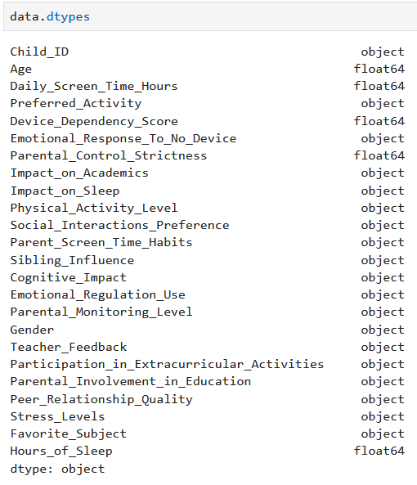 data.dtypes
Child_ID object
Age float64
Daily_Screen_Time_Hours float64
Preferred_Activity object
Device_Dependency_Score float64
Emotional_Response_To_No_Device object
Parental_Control_Strictness float64
Impact_on_Academics object
Impact_on_Sleep object
Physical_Activity_Level object
Social_Interactions_Preference object
Parent_Screen_Time_Habits object
Sibling_Influence object
Cognitive_Impact object
Emotional_Regulation_Use object
Parental_Monitoring_Level object
Gender object
Teacher_Feedback object
Participation_in_Extracurricular_Activities object
Parental_Involvement_in_Education object
Peer_Relationship_Quality object
Stress_Levels object
Favorite_Subject object
Hours_of_Sleep float64
dtype: object